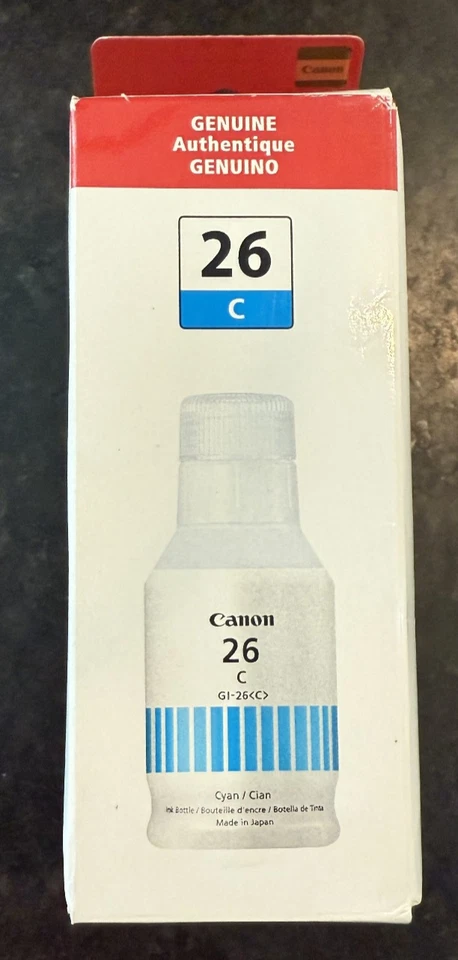 Canon
GENUINE
Authentique
GENUINO
26
C
Canon
26
C
GI-26<C>
Cyan / Cian
Ink Bottle / Bouteille d'encre / Botella de Tinta
Made in Japan